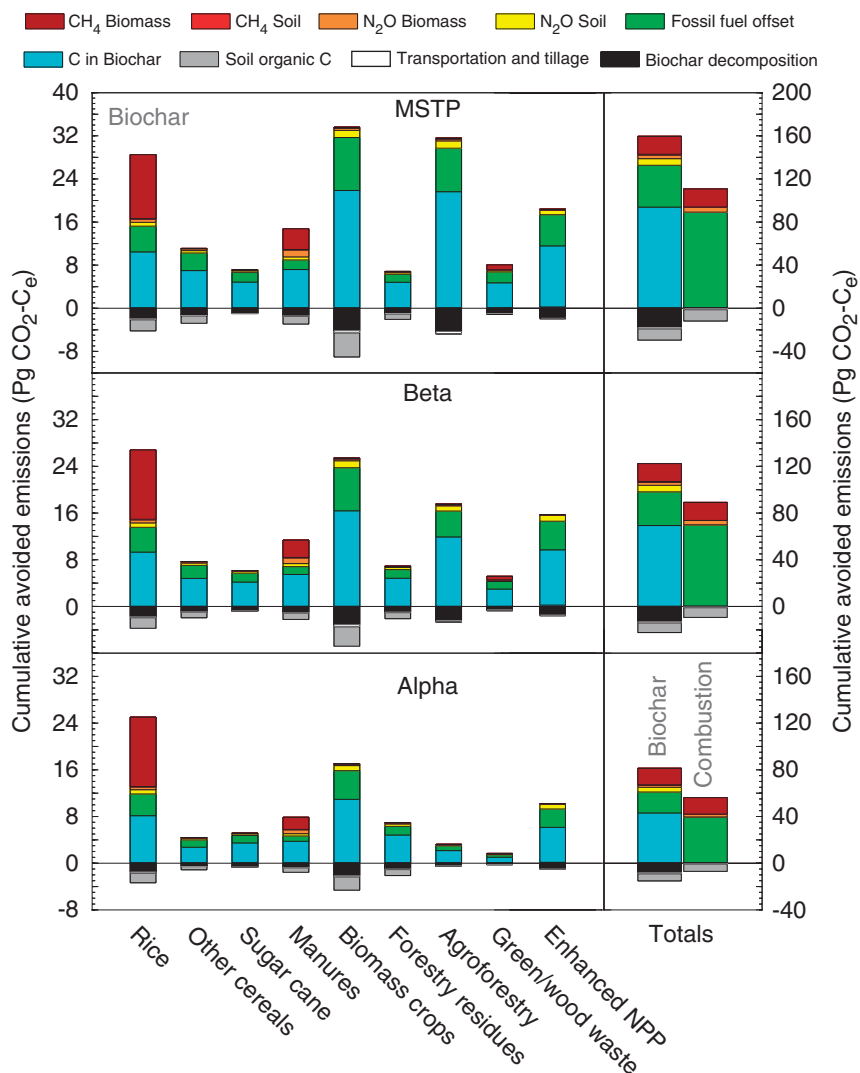 CH₄ Biomass CH₄ Soil N₂O Biomass N₂O Soil Fossil fuel offset
C in Biochar Soil organic C Transportation and tillage Biochar decomposition
Cumulative avoided emissions (Pg CO₂-Cₑ)
40
32
24
16
8
0
-8
Biochar
MSTP
200
160
120
80
40
0
-40
32
24
16
8
0
Beta
160
120
80
40
0
32
24
16
8
0
-8
Alpha
Biochar
Combustion
160
120
80
40
0
-40
Cumulative avoided emissions (Pg CO₂-Cₑ)
Rice
Other cereals
Sugar cane
Manures
Biomass crops
Forestry residues
Agroforestry
Green/wood waste
Enhanced NPP
Totals